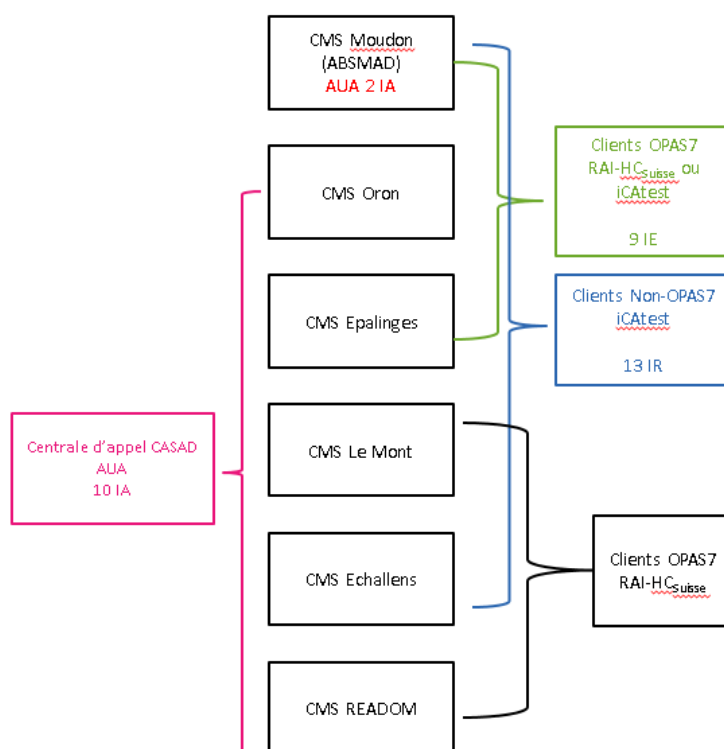 CMS Moudon
(ABSMAD)
AUA 2 IA
Clients OPAS7
RAI-HCSuisse ou
iCAtest
9 IE
CMS Oron
CMS Epalinges
Clients Non-OPAS7
iCAtest
13 IR
Centrale d'appel CASAD
AUA
10 IA
CMS Le Mont
CMS Echallens
Clients OPAS7
RAI-HCSuisse
CMS READOM